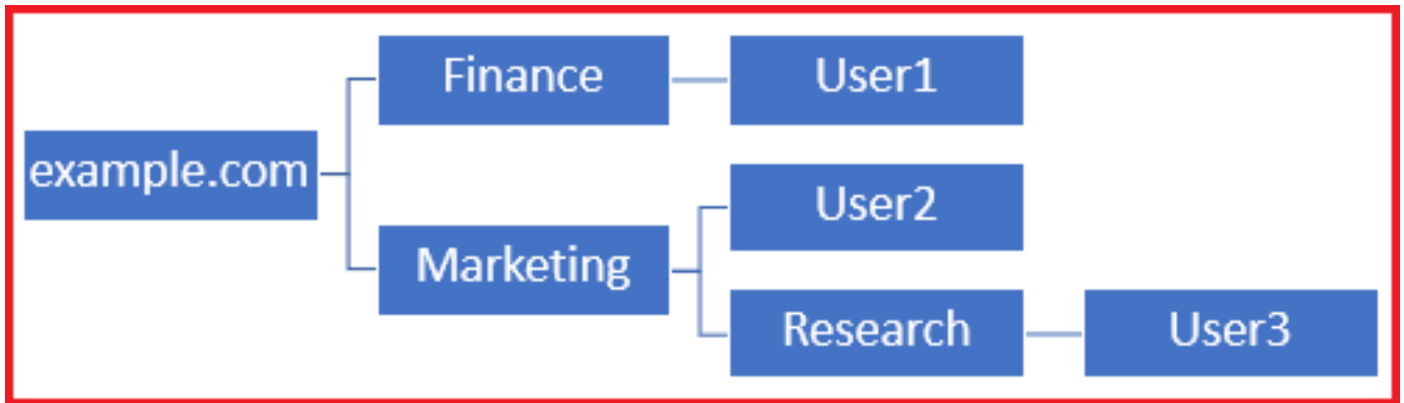 example.com
Finance
User1
Marketing
User2
Research
User3